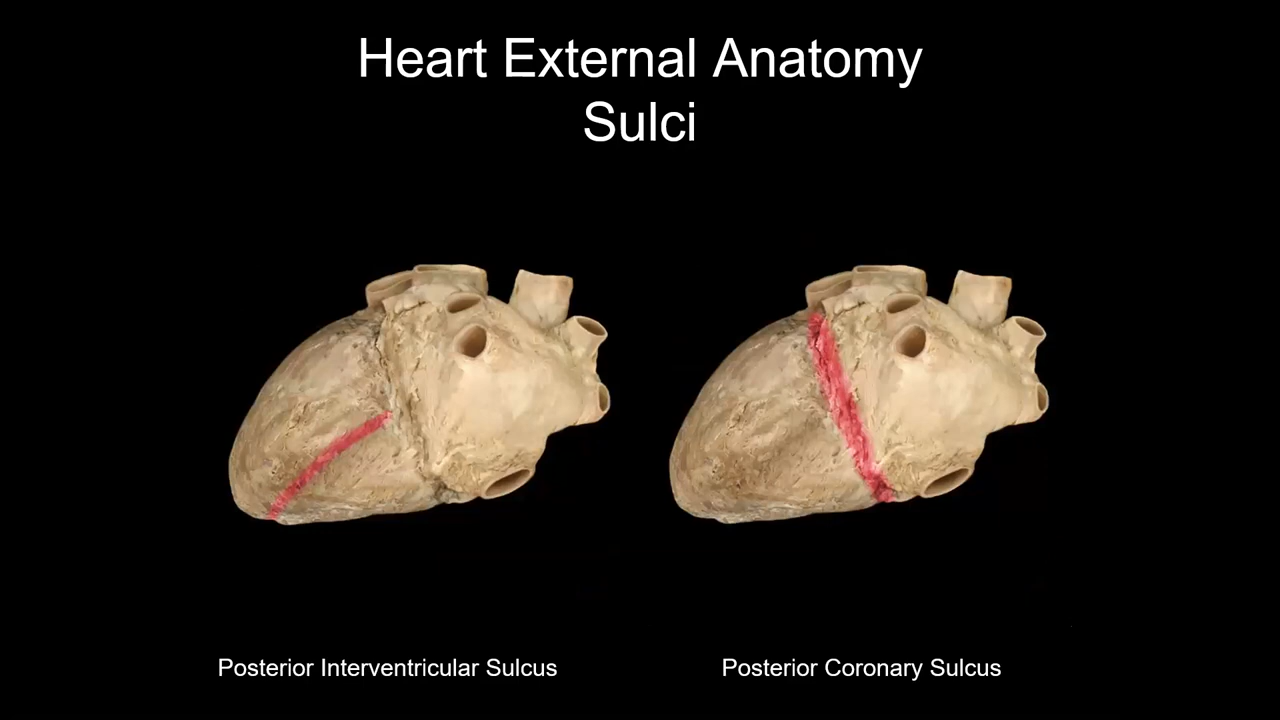 Heart External Anatomy
Sulci
Posterior Interventricular Sulcus
Posterior Coronary Sulcus